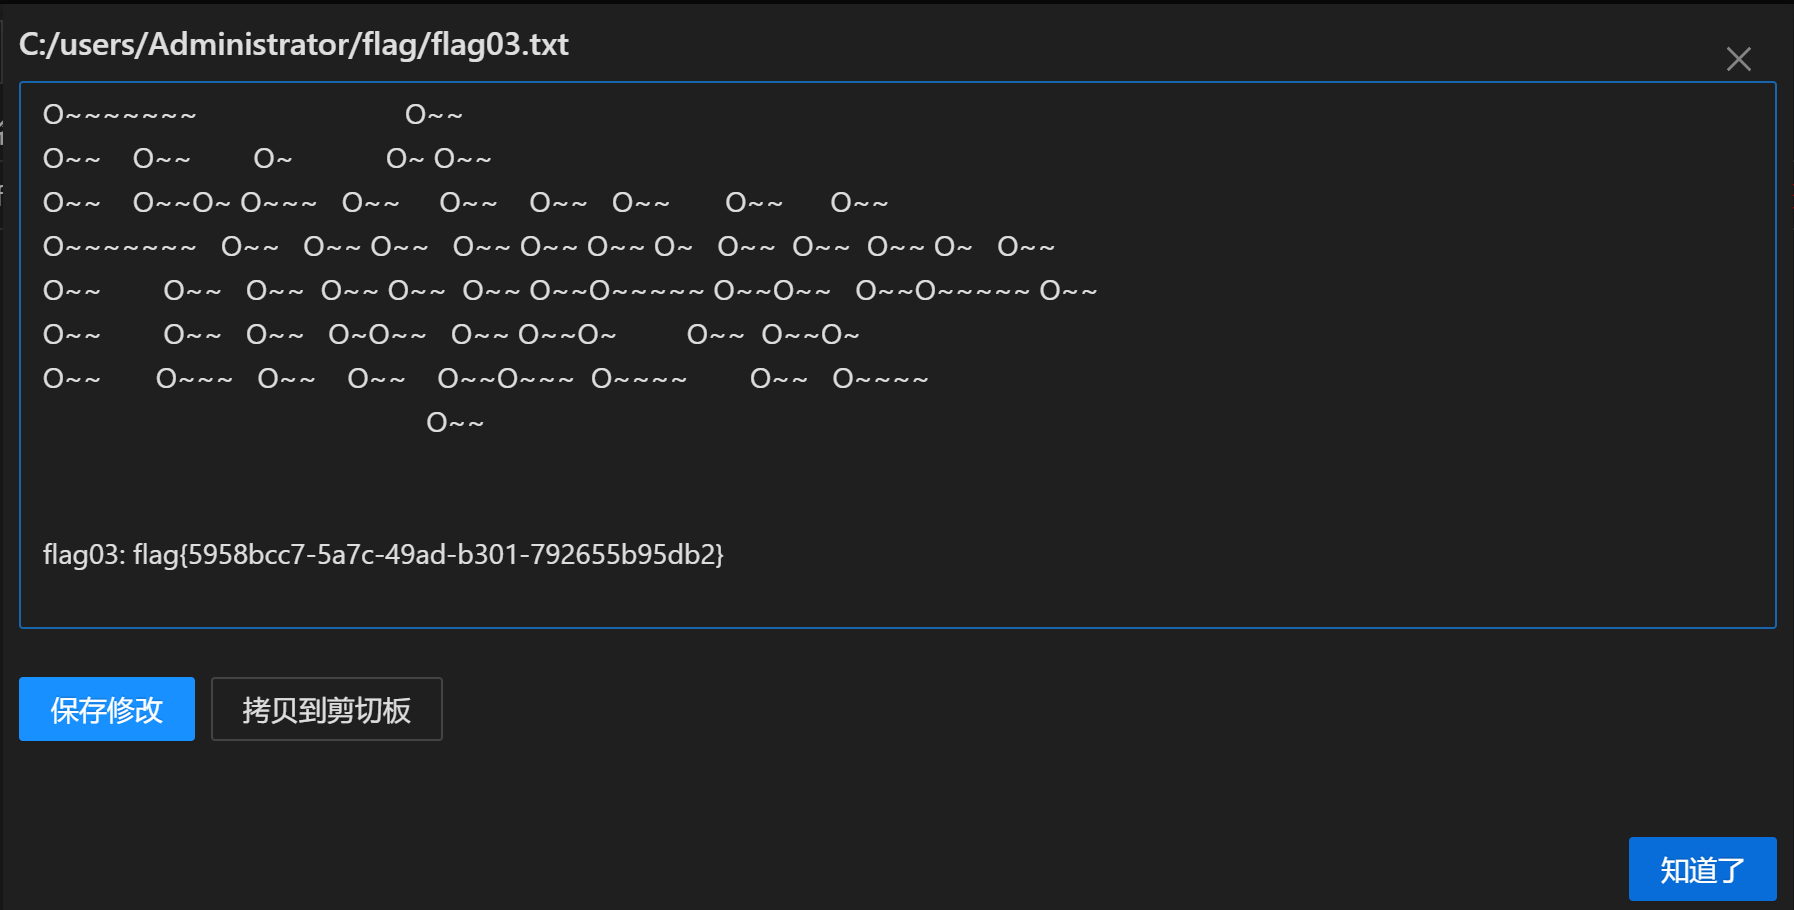 C:/users/Administrator/flag/flag03.txt
O~~~~~~~                          O~~
O~~    O~~        O~            O~ O~~
O~~    O~~O~ O~~~   O~~     O~~    O~~   O~~       O~~      O~~
O~~~~~~~   O~~   O~~ O~~   O~~ O~~ O~~ O~   O~~  O~~  O~~ O~   O~~
O~~        O~~   O~~  O~~ O~~  O~~ O~~O~~~~~ O~~O~~   O~~O~~~~~ O~~
O~~        O~~   O~~   O~O~~   O~~ O~~O~         O~~  O~~O~
O~~       O~~~   O~~    O~~    O~~O~~~  O~~~~        O~~   O~~~~
                                                O~~
flag03: flag{5958bcc7-5a7c-49ad-b301-792655b95db2}
保存修改 拷贝到剪切板
知道了